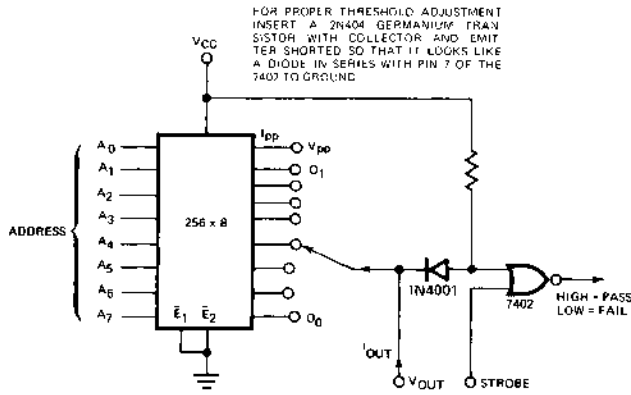 FOR PROPER THRESHOLD ADJUSTMENT
INSERT A 2N404 GERMANIUM TRAN
SISTOR WITH COLLECTOR AND EMIT
TER SHORTED SO THAT IT LOOKS LIKE
A DIODE IN SERIES WITH PIN 7 OF THE
7402 TO GROUND
VCC
Ipp
A0
Vpp
A1
O1
A2
A3
256 x 8
ADDRESS
A4
A5
1N4001
7402
HIGH = PASS
LOW = FAIL
A6
A7
E̅1 E̅2
O0
IOUT
VOUT
STROBE